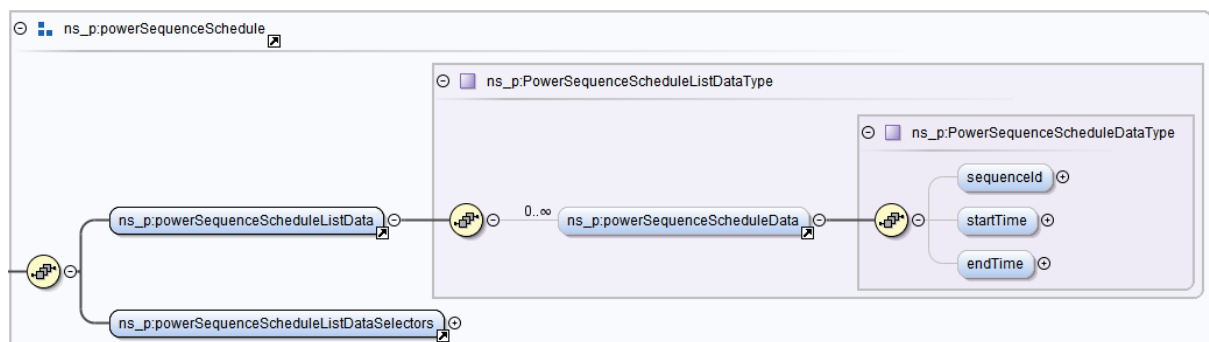 ns_p:powerSequenceSchedule
ns_p:PowerSequenceScheduleListDataType
ns_p:PowerSequenceScheduleDataType
sequenceId
ns_p:powerSequenceScheduleListData
0..∞
ns_p:powerSequenceScheduleData
startTime
endTime
ns_p:powerSequenceScheduleListDataSelectors